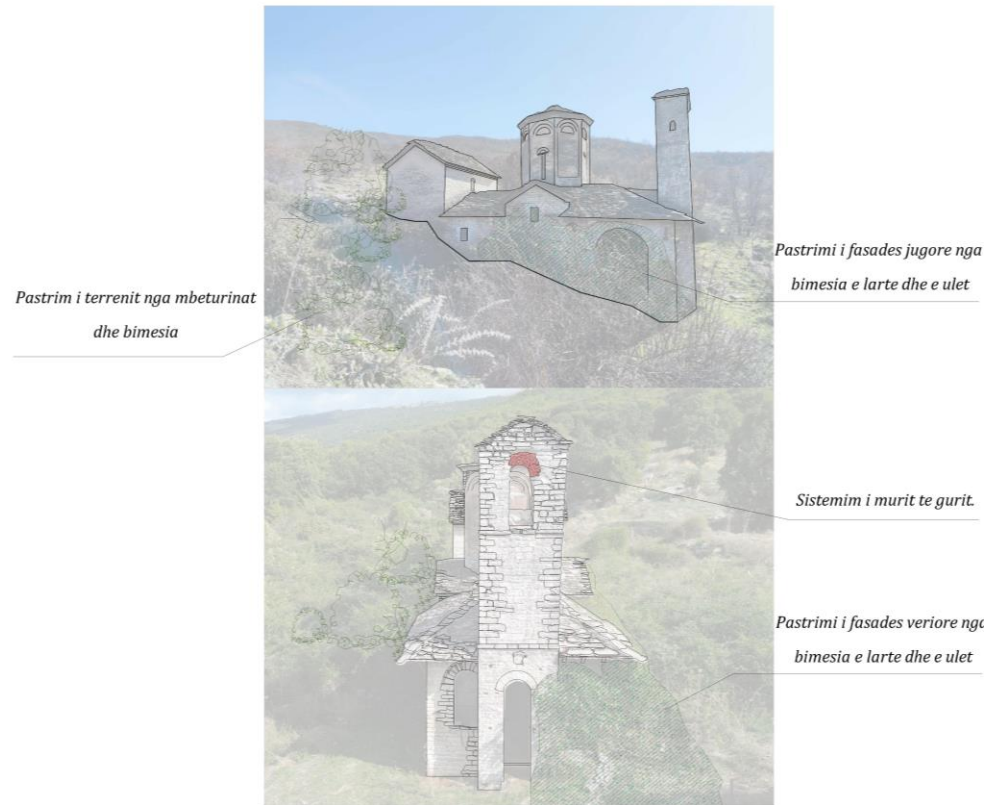 Pastrimi i fasades jugore nga
bimesia e larte dhe e ulet
Pastrim i terrenit nga mbeturinat
dhe bimesia
Sistemim i murit te gurit.
Pastrimi i fasades veriore nga
bimesia e larte dhe e ulet